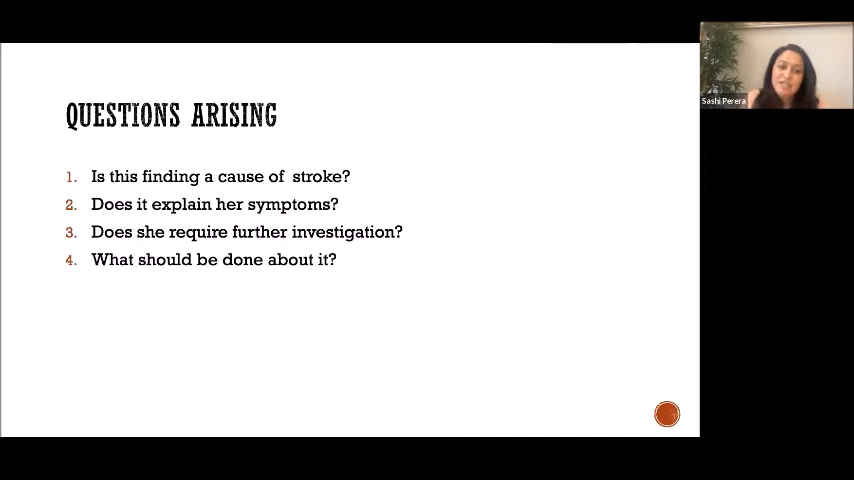 QUESTIONS ARISING
1. Is this finding a cause of stroke?
2. Does it explain her symptoms?
3. Does she require further investigation?
4. What should be done about it?
Sashi Perera